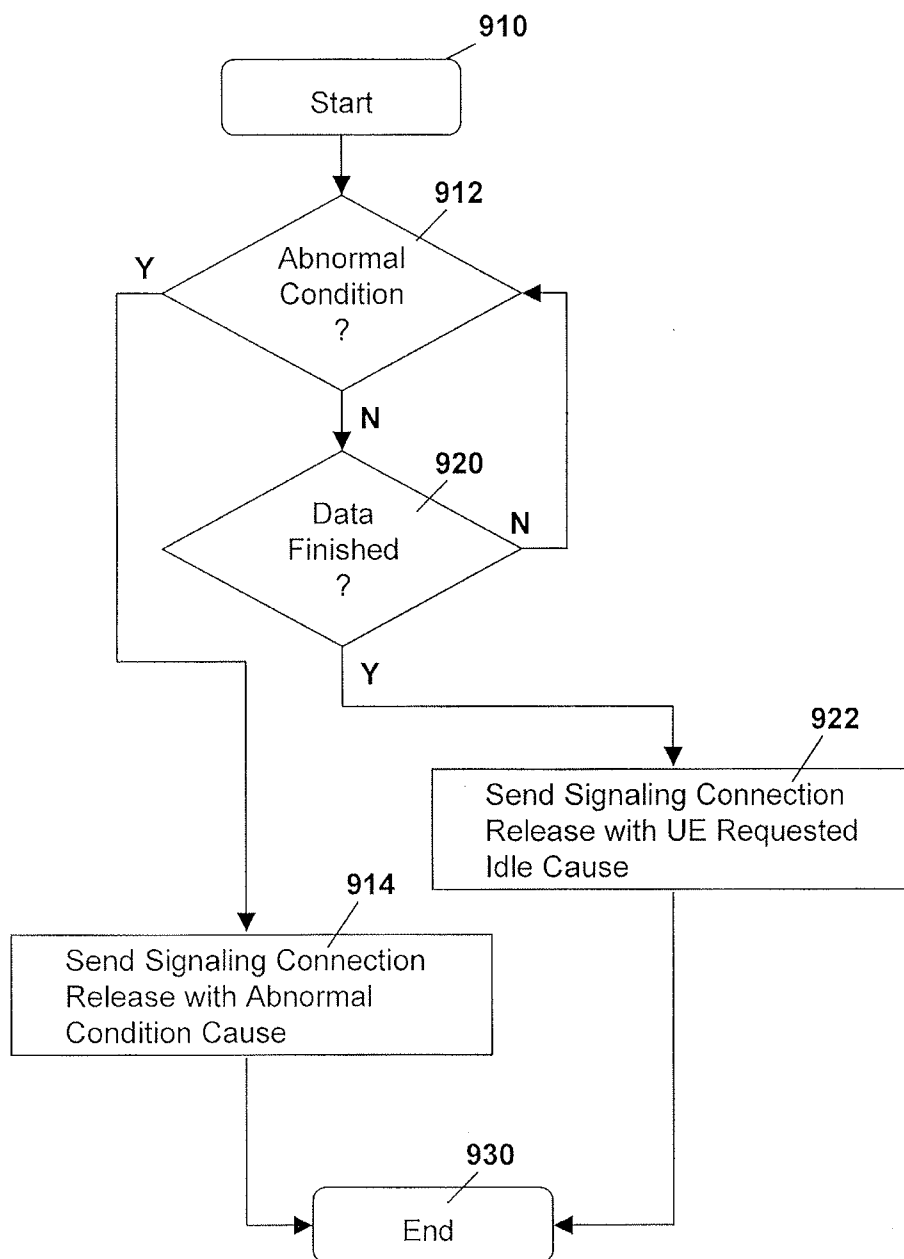 910
Start
912
Y
Abnormal
Condition
?
N
920
Data
Finished
?
N
Y
922
Send Signaling Connection
Release with UE Requested
Idle Cause
914
Send Signaling Connection
Release with Abnormal
Condition Cause
930
End